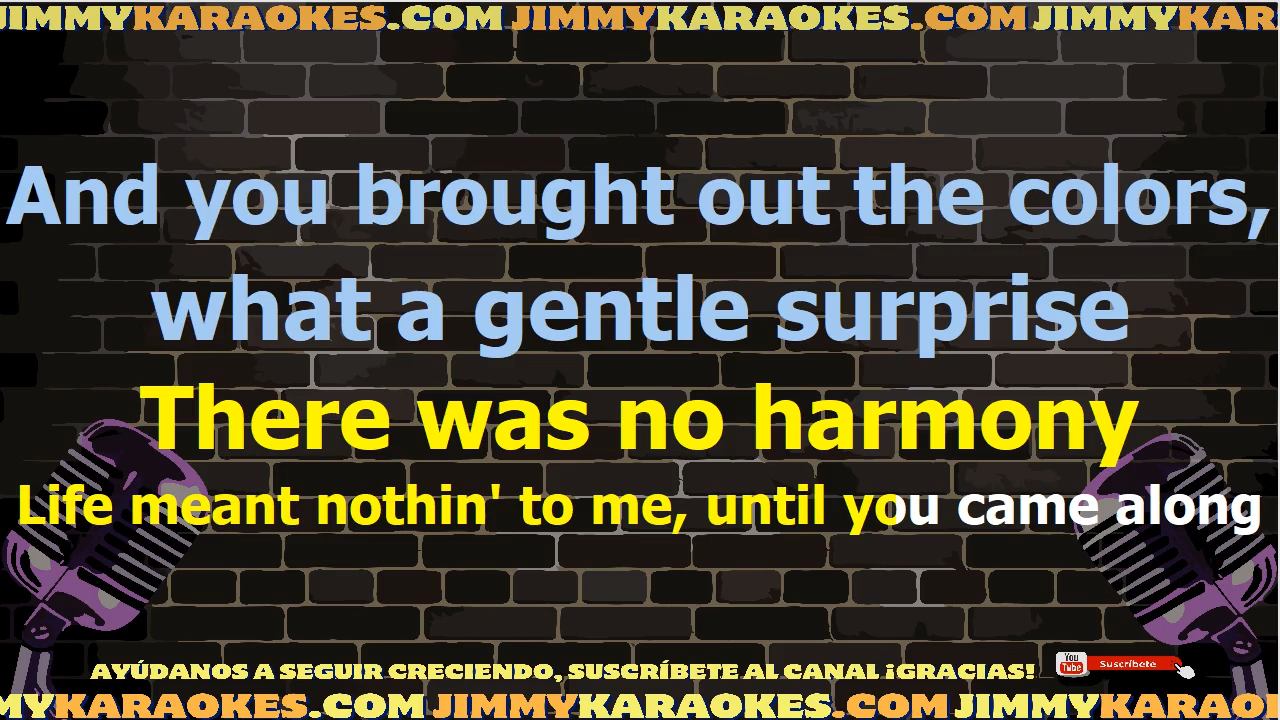 JIMMYKARAOKES.COM JIMMYKARAOKES.COM JIMMYKAR
And you brought out the colors,
what a gentle surprise
There was no harmony
Life meant nothin' to me, until you came along
AYÚDANOS A SEGUIR CRECIENDO, SUSCRÍBETE AL CANAL ¡GRACIAS!
You Tube Suscríbete
MYKARAOKES.COM JIMMYKARAOKES.COM JIMMYKARAOI